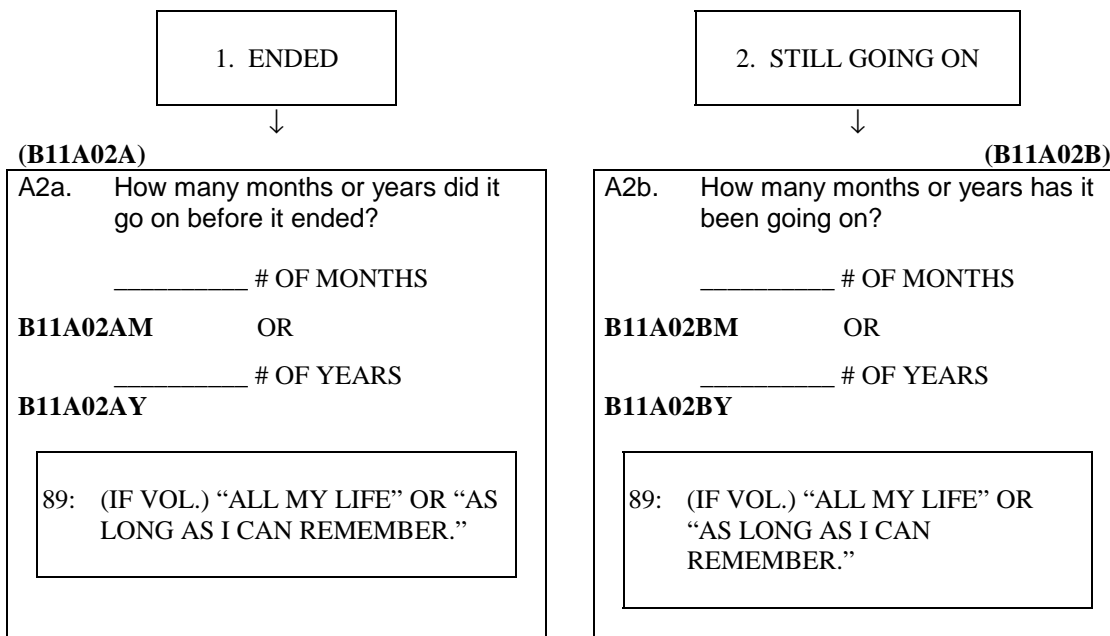 1. ENDED
↓
(B11A02A)
A2a. How many months or years did it
go on before it ended?
__________ # OF MONTHS
B11A02AM OR
__________ # OF YEARS
B11A02AY
89: (IF VOL.) “ALL MY LIFE” OR “AS
LONG AS I CAN REMEMBER.”
2. STILL GOING ON
↓
(B11A02B)
A2b. How many months or years has it
been going on?
__________ # OF MONTHS
B11A02BM OR
__________ # OF YEARS
B11A02BY
89: (IF VOL.) “ALL MY LIFE” OR
“AS LONG AS I CAN
REMEMBER.”